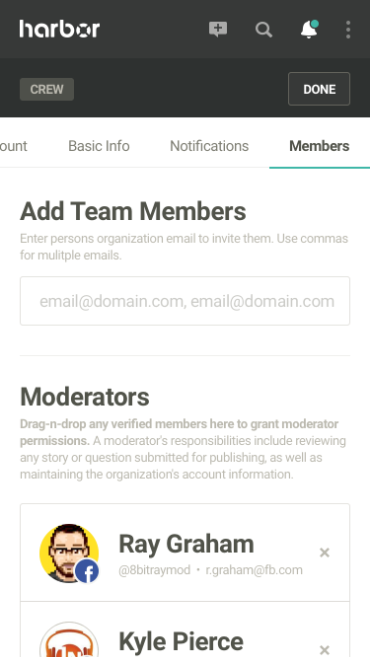 harbor
CREW
DONE
ount
Basic Info
Notifications
Members
Add Team Members
Enter persons organization email to invite them. Use commas
for mulitple emails.
email@domain.com, email@domain.com
Moderators
Drag-n-drop any verified members here to grant moderator
permissions. A moderator's responsibilities include reviewing
any story or question submitted for publishing, as well as
maintaining the organization's account information.
Ray Graham
@8bitraymod • r.graham@fb.com
Kyle Pierce